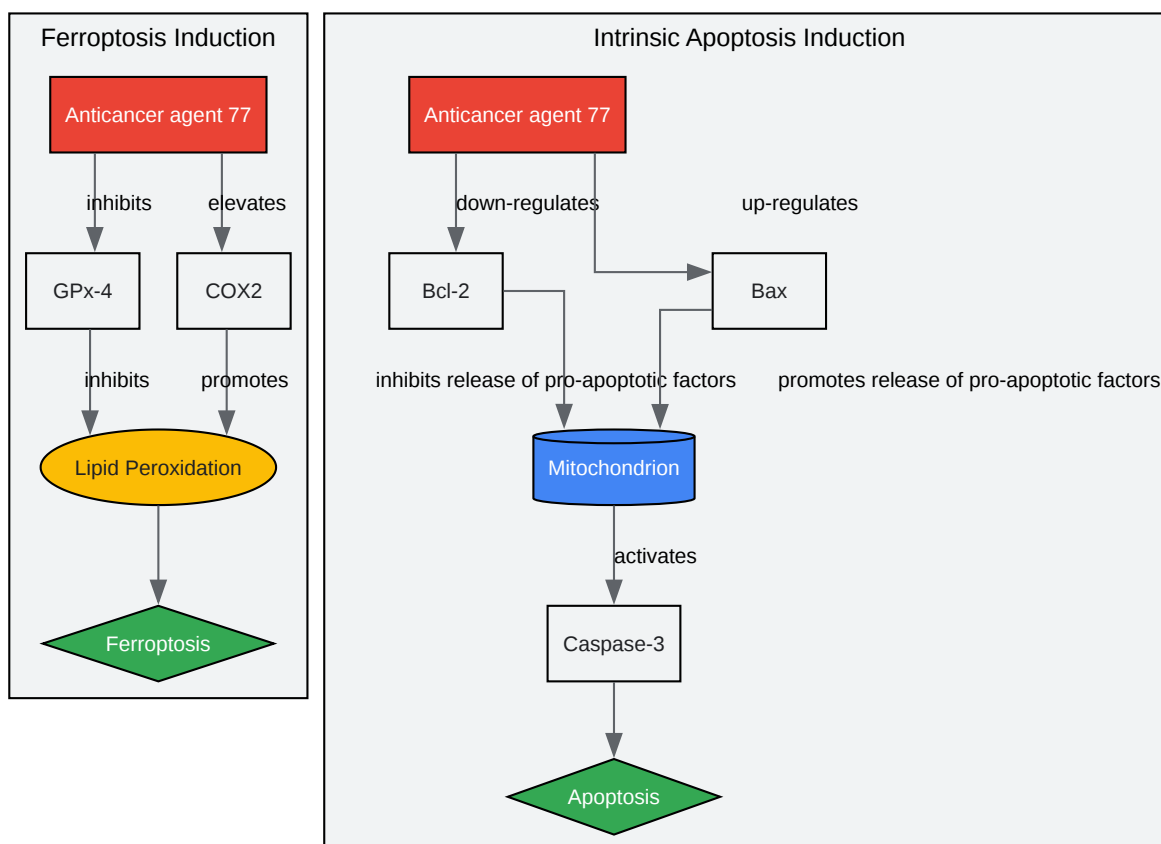 Ferroptosis Induction
Intrinsic Apoptosis Induction
Anticancer agent 77
Anticancer agent 77
inhibits
elevates
down-regulates
up-regulates
GPx-4
COX2
Bcl-2
Bax
inhibits
promotes
inhibits release of pro-apoptotic factors
promotes release of pro-apoptotic factors
Lipid Peroxidation
Mitochondrion
activates
Ferroptosis
Caspase-3
Apoptosis